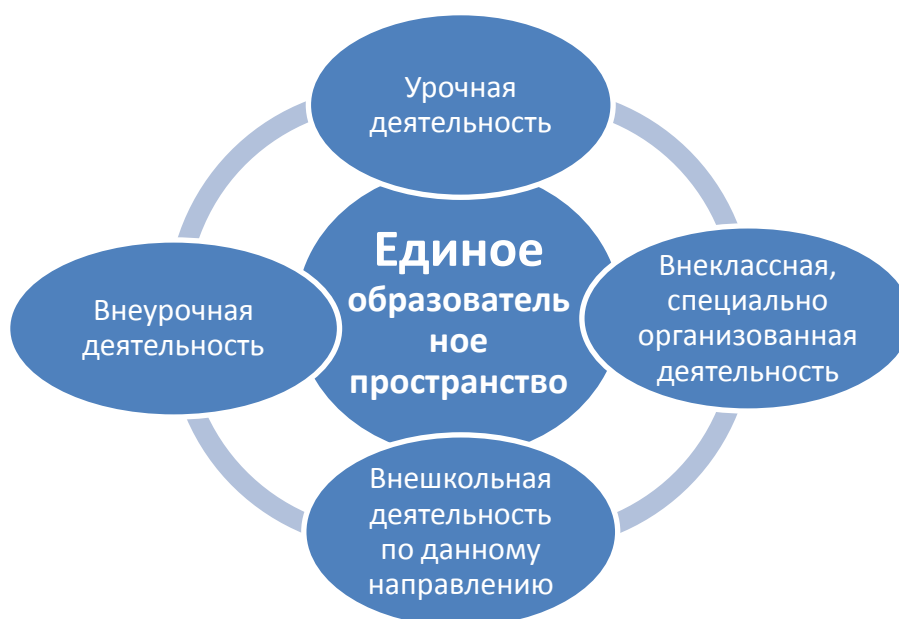 Урочная
деятельность
Единое
образователь
ное
пространство
Внеклассная,
специально
организованная
деятельность
Внеурочная
деятельность
Внешкольная
деятельность
по данному
направлению